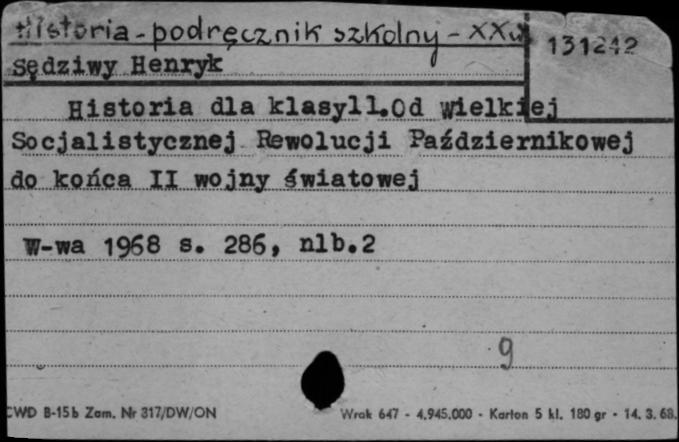 Historia - podręcznik szkolny - XXw
131242
Sędziwy Henryk
Historia dla klasy11.Od wielkiej
Socjalistycznej Rewolucji Październikowej
do końca II wojny światowej
W-wa 1968 s. 286, nlb.2
9
CWD B-15b Zam. Nr 317/DW/ON
Wrak 647 - 4.945.000 - Karton 5 kl. 180 gr - 14. 3. 68.